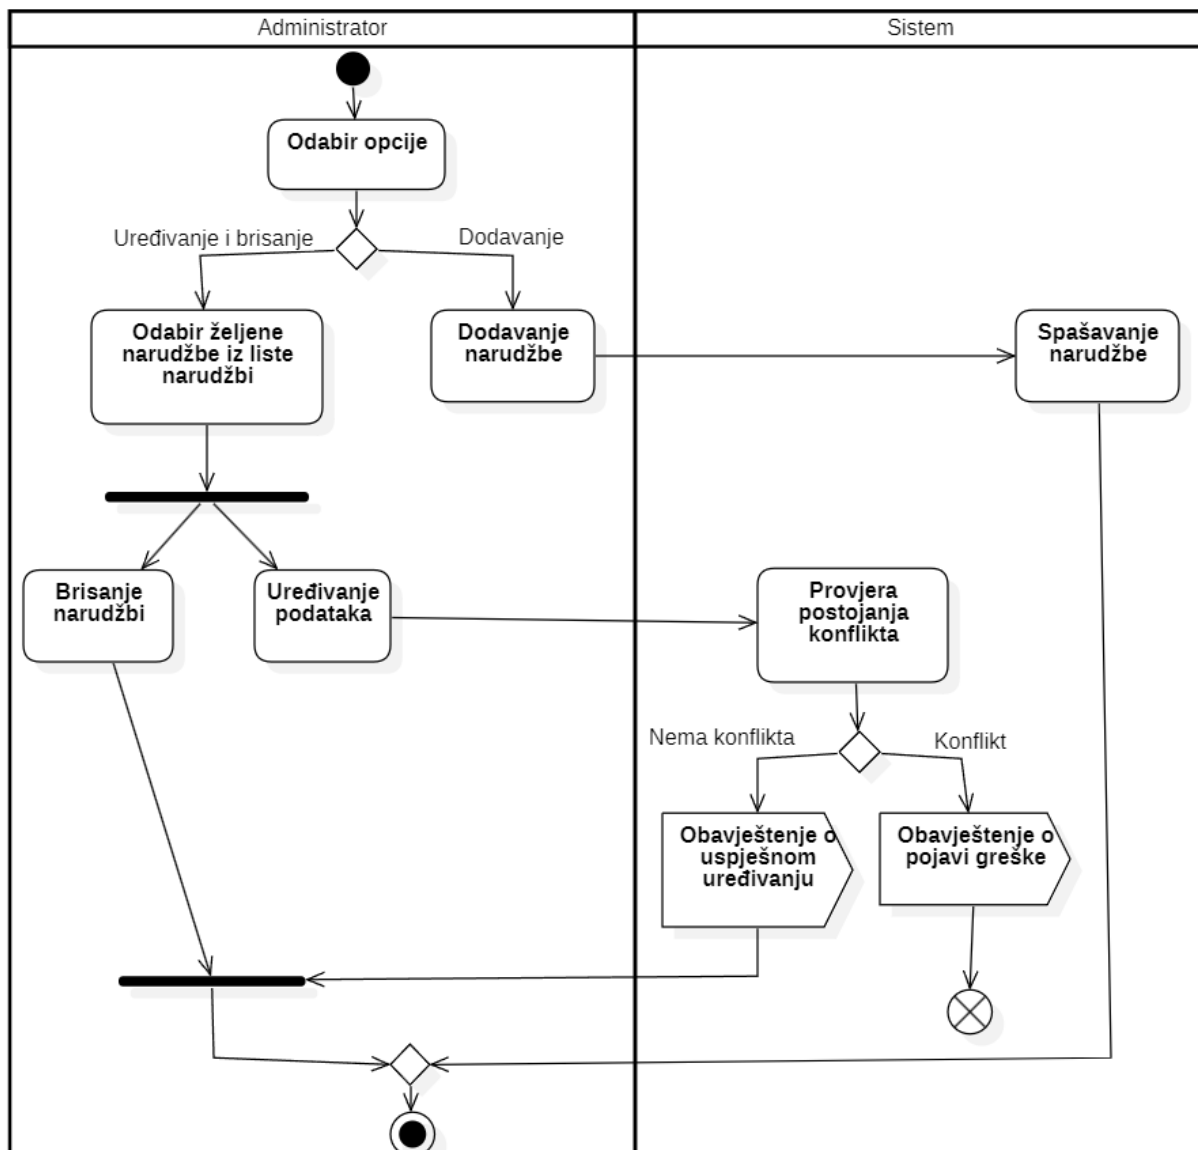 Administrator
Sistem
Odabir opcije
Uređivanje i brisanje
Dodavanje
Odabir željene
narudžbe iz liste
narudžbi
Dodavanje
narudžbe
Spašavanje
narudžbe
Brisanje
narudžbi
Uređivanje
podataka
Provjera
postojanja
konflikta
Nema konflikta
Konflikt
Obavještenje o
uspješnom
uređivanju
Obavještenje o
pojavi greške